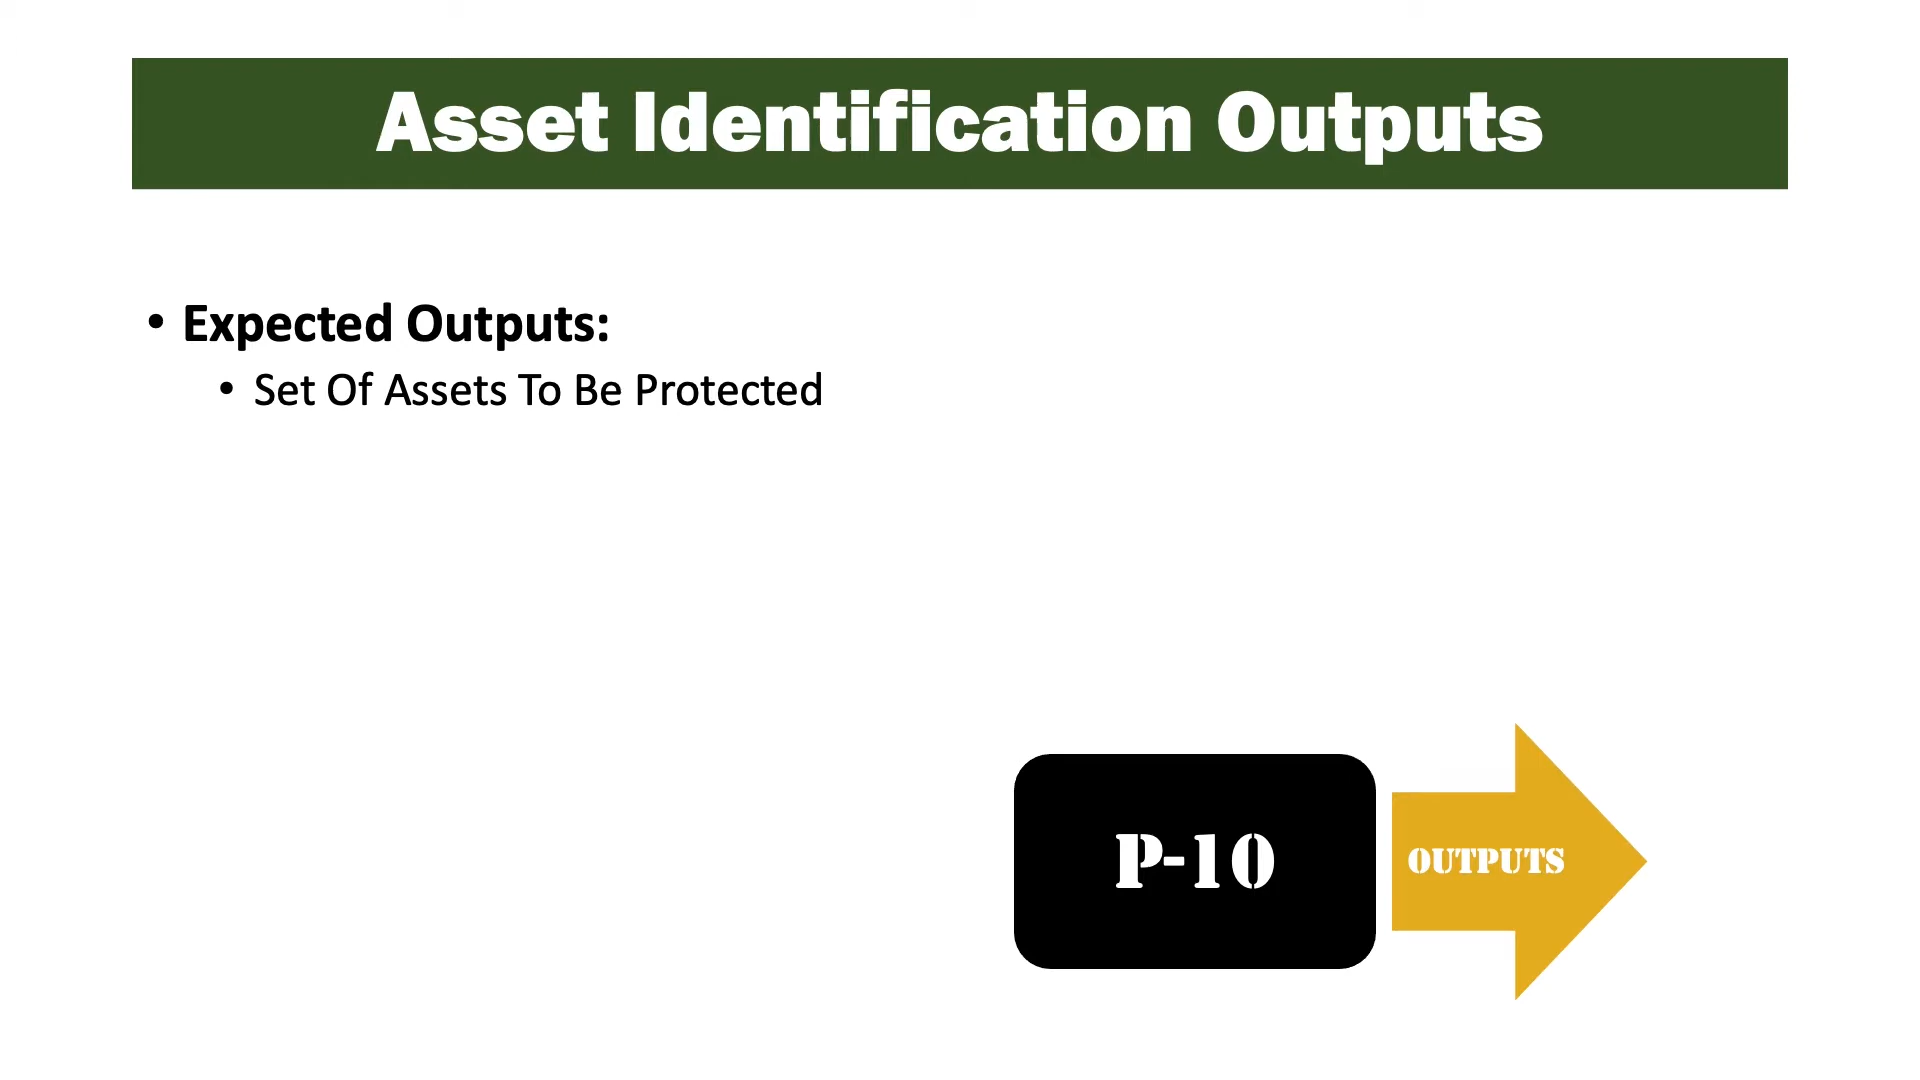 Asset Identification Outputs
• Expected Outputs:
• Set Of Assets To Be Protected
P-10
OUTPUTS